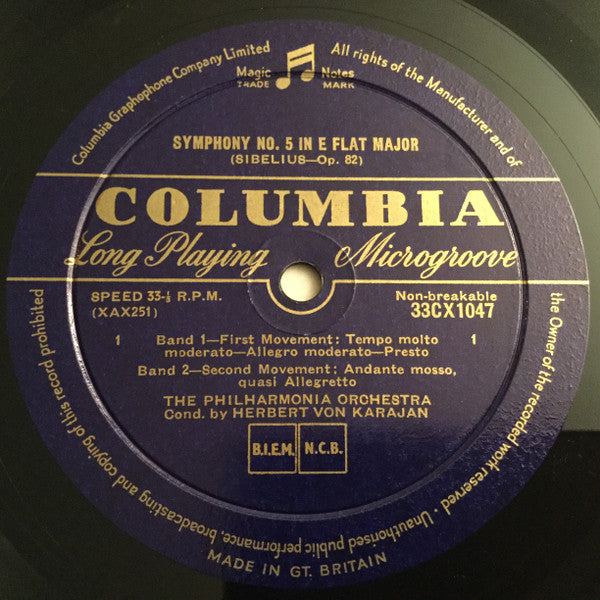 Columbia Graphophone Company Limited
All rights of the Manufacturer and of
the Owner of the recorded work reserved · Unauthorised public performance, broadcasting and copying of this record prohibited
Magic Notes
TRADE MARK
SYMPHONY NO. 5 IN E FLAT MAJOR
(SIBELIUS—Op. 82)
COLUMBIA
Long Playing Microgroove
SPEED 33-⅓ R.P.M. Non-breakable
(XAX251) 33CX1047
1 Band 1—First Movement: Tempo molto 1
moderato—Allegro moderato—Presto
Band 2—Second Movement: Andante mosso,
quasi Allegretto
THE PHILHARMONIA ORCHESTRA
Cond. by HERBERT VON KARAJAN
B.I.E.M. N.C.B.
MADE IN GT. BRITAIN